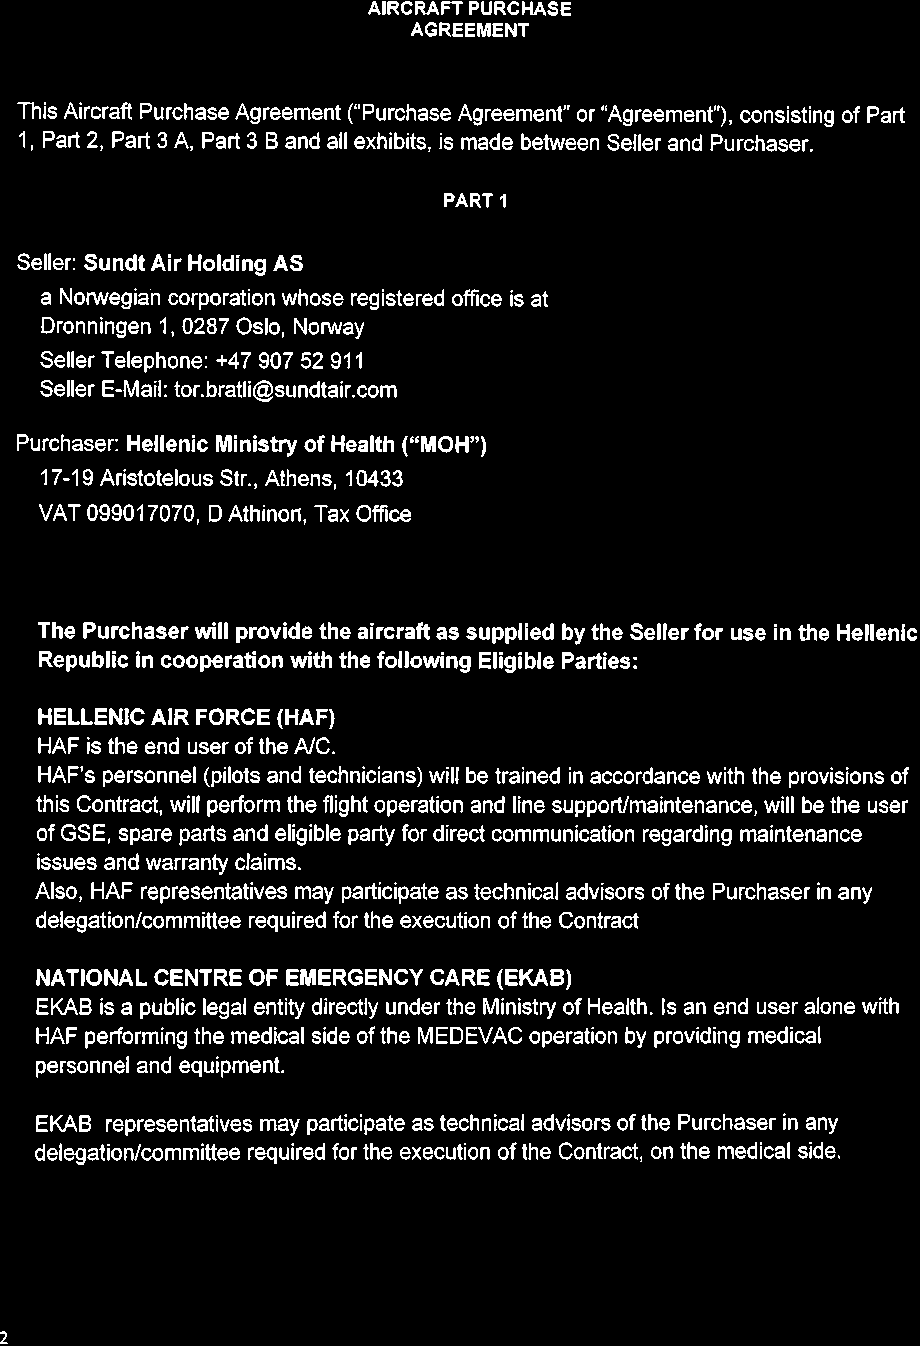 AIRCRAFT PURCHASE
AGREEMENT
This Aircraft Purchase Agreement ("Purchase Agreement" or "Agreement"), consisting of Part
1, Part 2, Part 3 A, Part 3 B and all exhibits, is made between Seller and Purchaser.
PART 1
Seller: Sundt Air Holding AS
a Norwegian corporation whose registered office is at
Dronningen 1, 0287 Oslo, Norway
Seller Telephone: +47 907 52 911
Seller E-Mail: tor.bratli@sundtair.com
Purchaser: Hellenic Ministry of Health ("MOH")
17-19 Aristotelous Str., Athens, 10433
VAT 099017070, D Athinon, Tax Office
The Purchaser will provide the aircraft as supplied by the Seller for use in the Hellenic
Republic in cooperation with the following Eligible Parties:
HELLENIC AIR FORCE (HAF)
HAF is the end user of the A/C.
HAF's personnel (pilots and technicians) will be trained in accordance with the provisions of
this Contract, will perform the flight operation and line support/maintenance, will be the user
of GSE, spare parts and eligible party for direct communication regarding maintenance
issues and warranty claims.
Also, HAF representatives may participate as technical advisors of the Purchaser in any
delegation/committee required for the execution of the Contract
NATIONAL CENTRE OF EMERGENCY CARE (EKAB)
EKAB is a public legal entity directly under the Ministry of Health. Is an end user alone with
HAF performing the medical side of the MEDEVAC operation by providing medical
personnel and equipment.
EKAB representatives may participate as technical advisors of the Purchaser in any
delegation/committee required for the execution of the Contract, on the medical side.
2